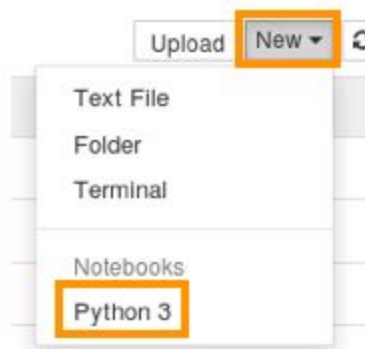 Upload New
Text File
Folder
Terminal
Notebooks
Python 3